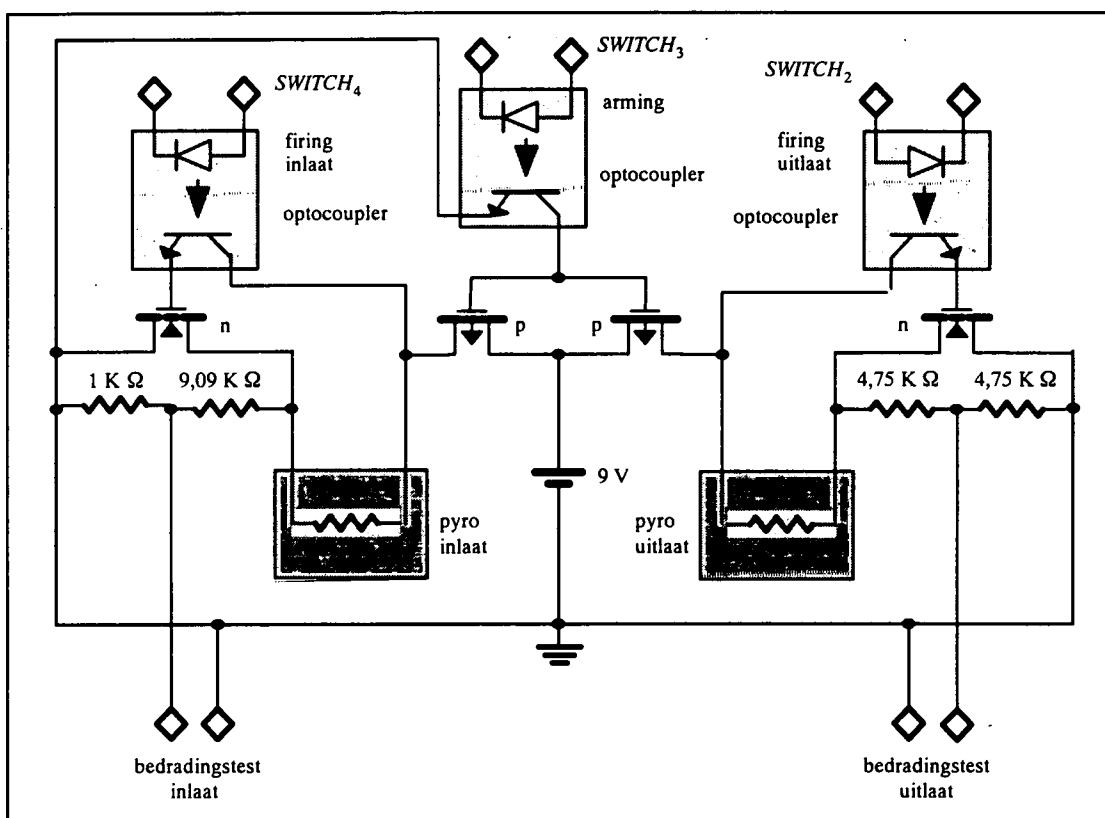 SWITCH₄
firing
inlaat
optocoupler
SWITCH₃
arming
optocoupler
SWITCH₂
firing
uitlaat
optocoupler
n
p
p
n
1 K Ω
9,09 K Ω
4,75 K Ω
4,75 K Ω
9 V
pyro
inlaat
pyro
uitlaat
bedradingstest
inlaat
bedradingstest
uitlaat